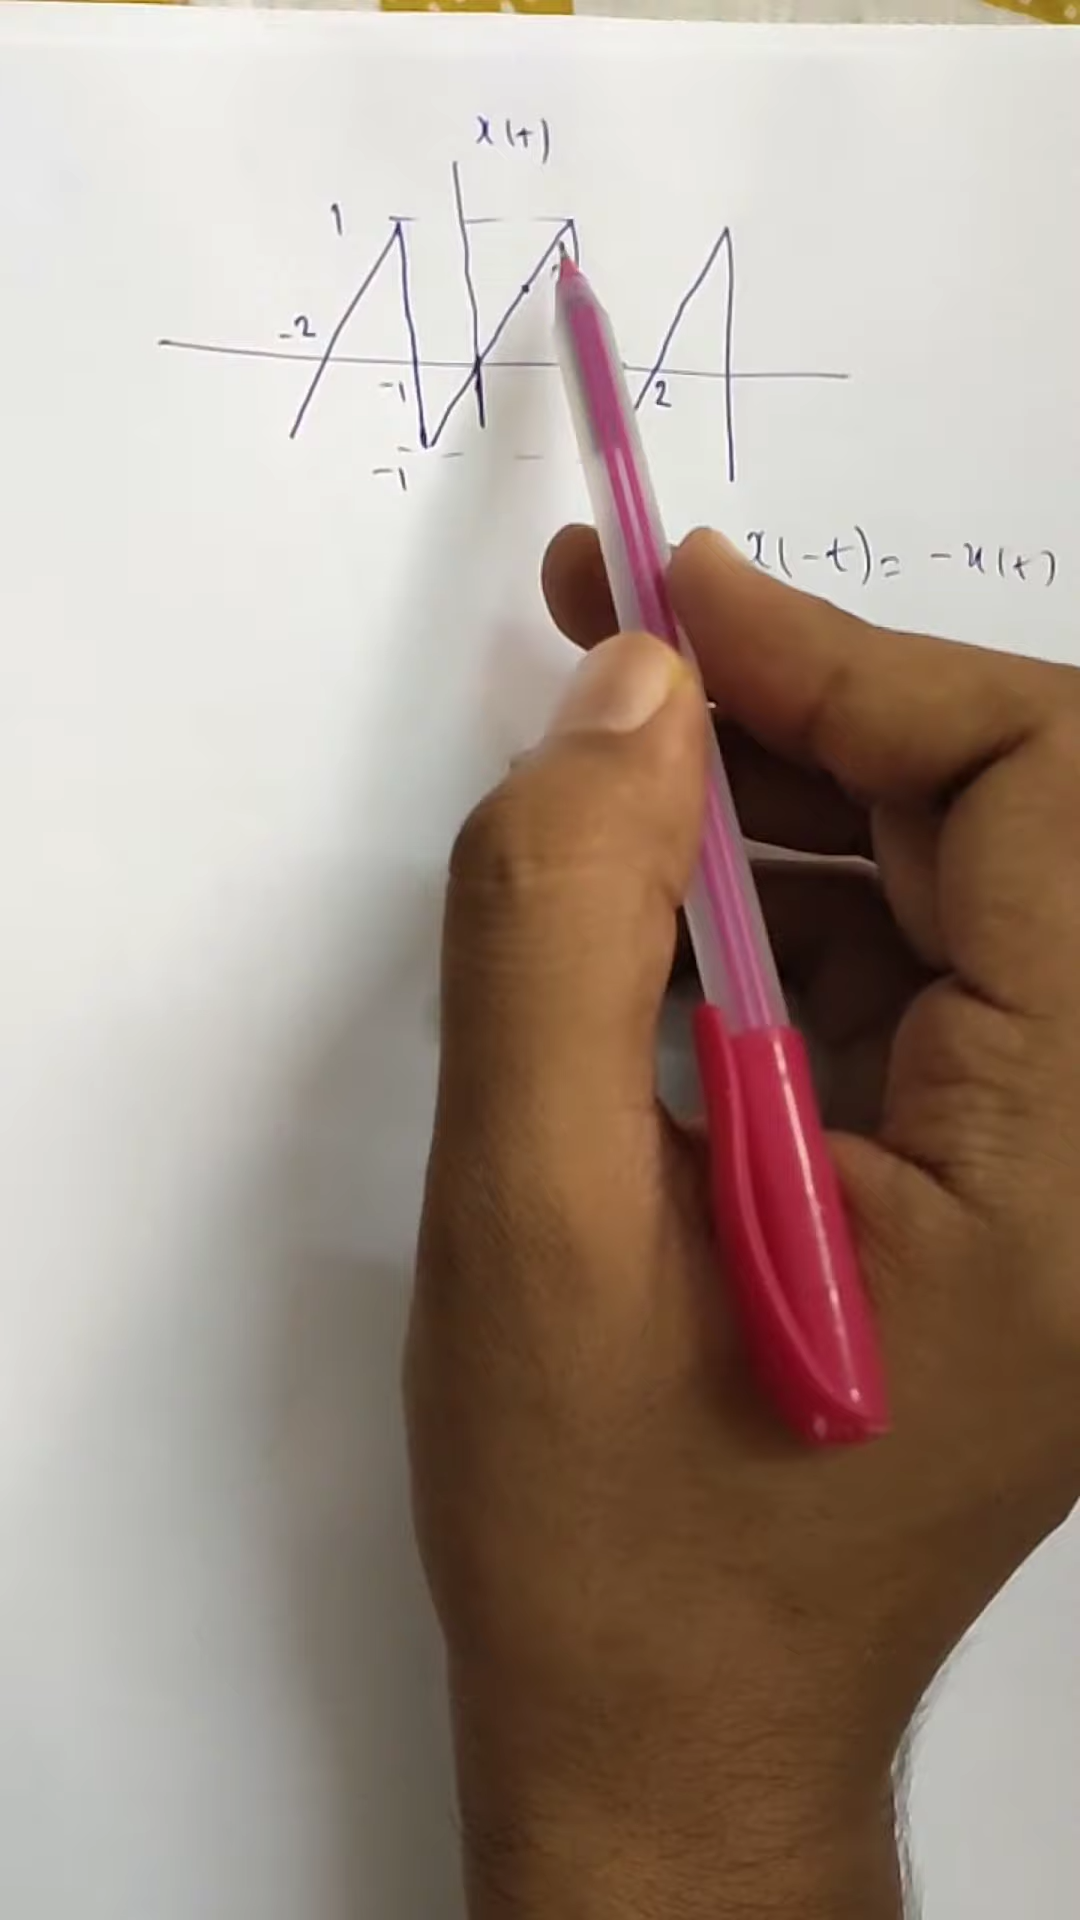 x(t)
1
-2
-1
2
-1
x(-t) = -x(t)